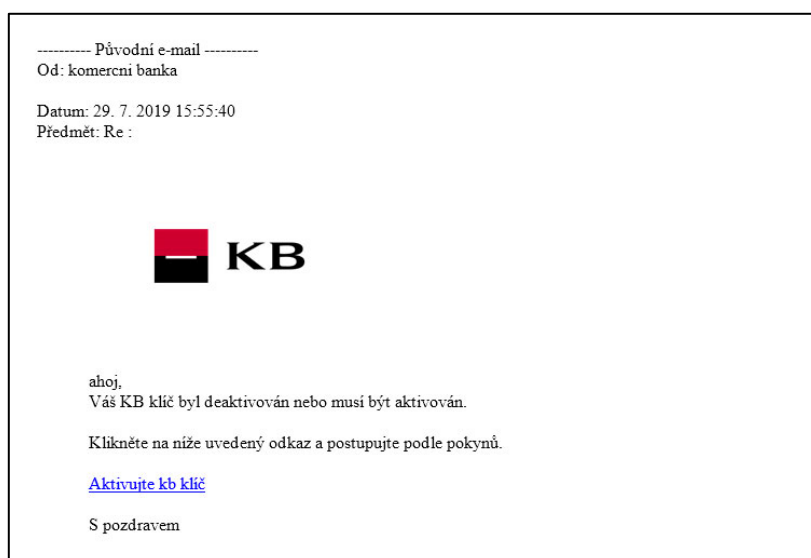 ---------- Původní e-mail ----------
Od: komercni banka
Datum: 29. 7. 2019 15:55:40
Předmět: Re :
KB
ahoj,
Váš KB klíč byl deaktivován nebo musí být aktivován.
Klikněte na níže uvedený odkaz a postupujte podle pokynů.
Aktivujte kb klíč
S pozdravem